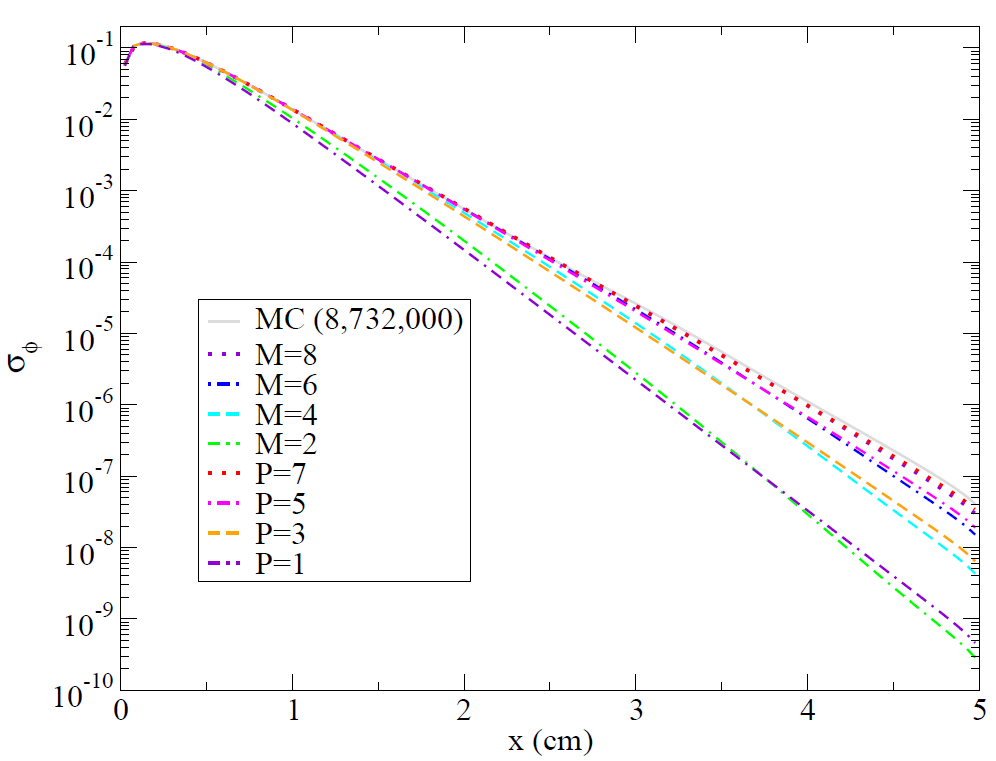 10^-1
10^-2
10^-3
10^-4
10^-5
10^-6
10^-7
10^-8
10^-9
10^-10
σ_ϕ
MC (8,732,000)
M=8
M=6
M=4
M=2
P=7
P=5
P=3
P=1
0 1 2 3 4 5
x (cm)